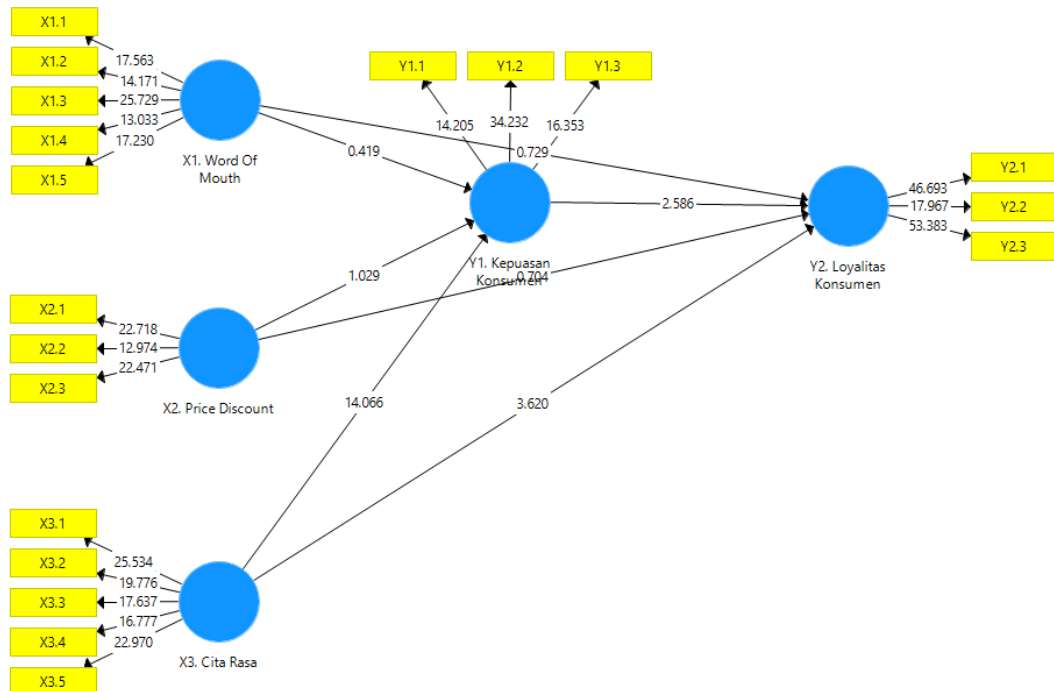 X1.1
X1.2
X1.3
X1.4
X1.5
17.563
14.171
25.729
13.033
17.230
X1. Word Of
Mouth
Y1.1
Y1.2
Y1.3
14.205
34.232
16.353
0.419
0.729
Y1. Kepuasan
Konsumen
2.586
Y2.1
Y2.2
Y2.3
46.693
17.967
53.383
Y2. Loyalitas
Konsumen
1.029
0.704
X2.1
X2.2
X2.3
22.718
12.974
22.471
X2. Price Discount
14.066
3.620
X3.1
X3.2
X3.3
X3.4
X3.5
25.534
19.776
17.637
16.777
22.970
X3. Cita Rasa